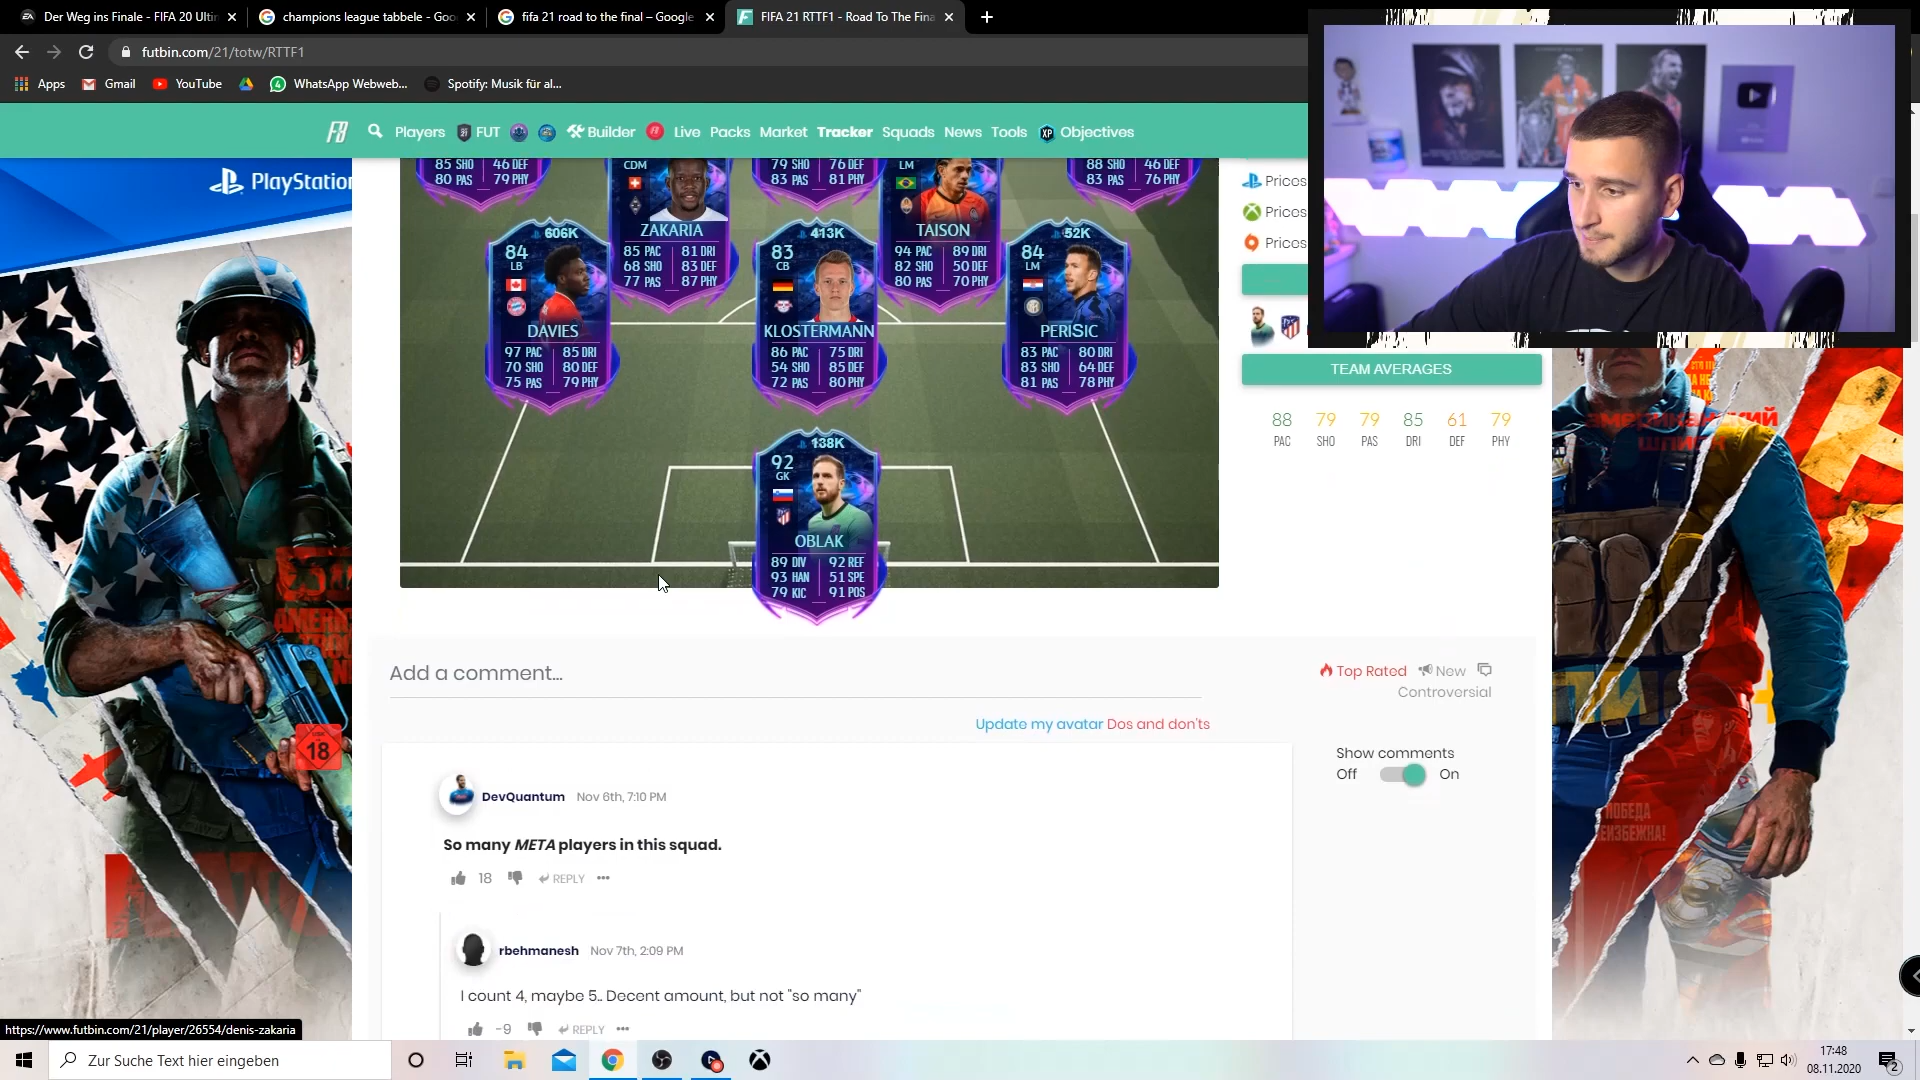 Der Weg ins Finale - FIFA 20 Ulti
champions league tabbele - Goo
fifa 21 road to the final – Google
FIFA 21 RTTF1 - Road To The Fina
futbin.com/21/totw/RTTF1
Apps
Gmail
YouTube
WhatsApp Webweb...
Spotify: Musik für al...
Players
FUT
Builder
Live
Packs
Market
Tracker
Squads
News
Tools
XP
Objectives
PlayStation
85 SHO 46 DEF
80 PAS 79 PHY
CDM
ZAKARIA
85 PAC 81 DRI
68 SHO 83 DEF
77 PAS 87 PHY
79 SHO 76 DEF
83 PAS 81 PHY
LM
TAISON
94 PAC 89 DRI
82 SHO 50 DEF
80 PAS 70 PHY
88 SHO 46 DEF
83 PAS 76 PHY
606K
84
LB
DAVIES
97 PAC 85 DRI
70 SHO 80 DEF
75 PAS 79 PHY
413K
83
CB
KLOSTERMANN
86 PAC 75 DRI
54 SHO 85 DEF
72 PAS 80 PHY
52K
84
LM
PERIŠIĆ
83 PAC 80 DRI
83 SHO 64 DEF
81 PAS 78 PHY
138K
92
GK
OBLAK
89 DIV 92 REF
93 HAN 51 SPE
79 KIC 91 POS
Prices
Prices
Prices
TEAM AVERAGES
88 79 79 85 61 79
PAC SHO PAS DRI DEF PHY
Add a comment...
Top Rated
New
Controversial
Update my avatar Dos and don'ts
Show comments
Off On
DevQuantum Nov 6th, 7:10 PM
So many META players in this squad.
18 REPLY •••
rbehmanesh Nov 7th, 2:09 PM
I count 4, maybe 5.. Decent amount, but not "so many"
-9 REPLY •••
18
https://www.futbin.com/21/player/26554/denis-zakaria
Zur Suche Text hier eingeben
17:48
08.11.2020
2